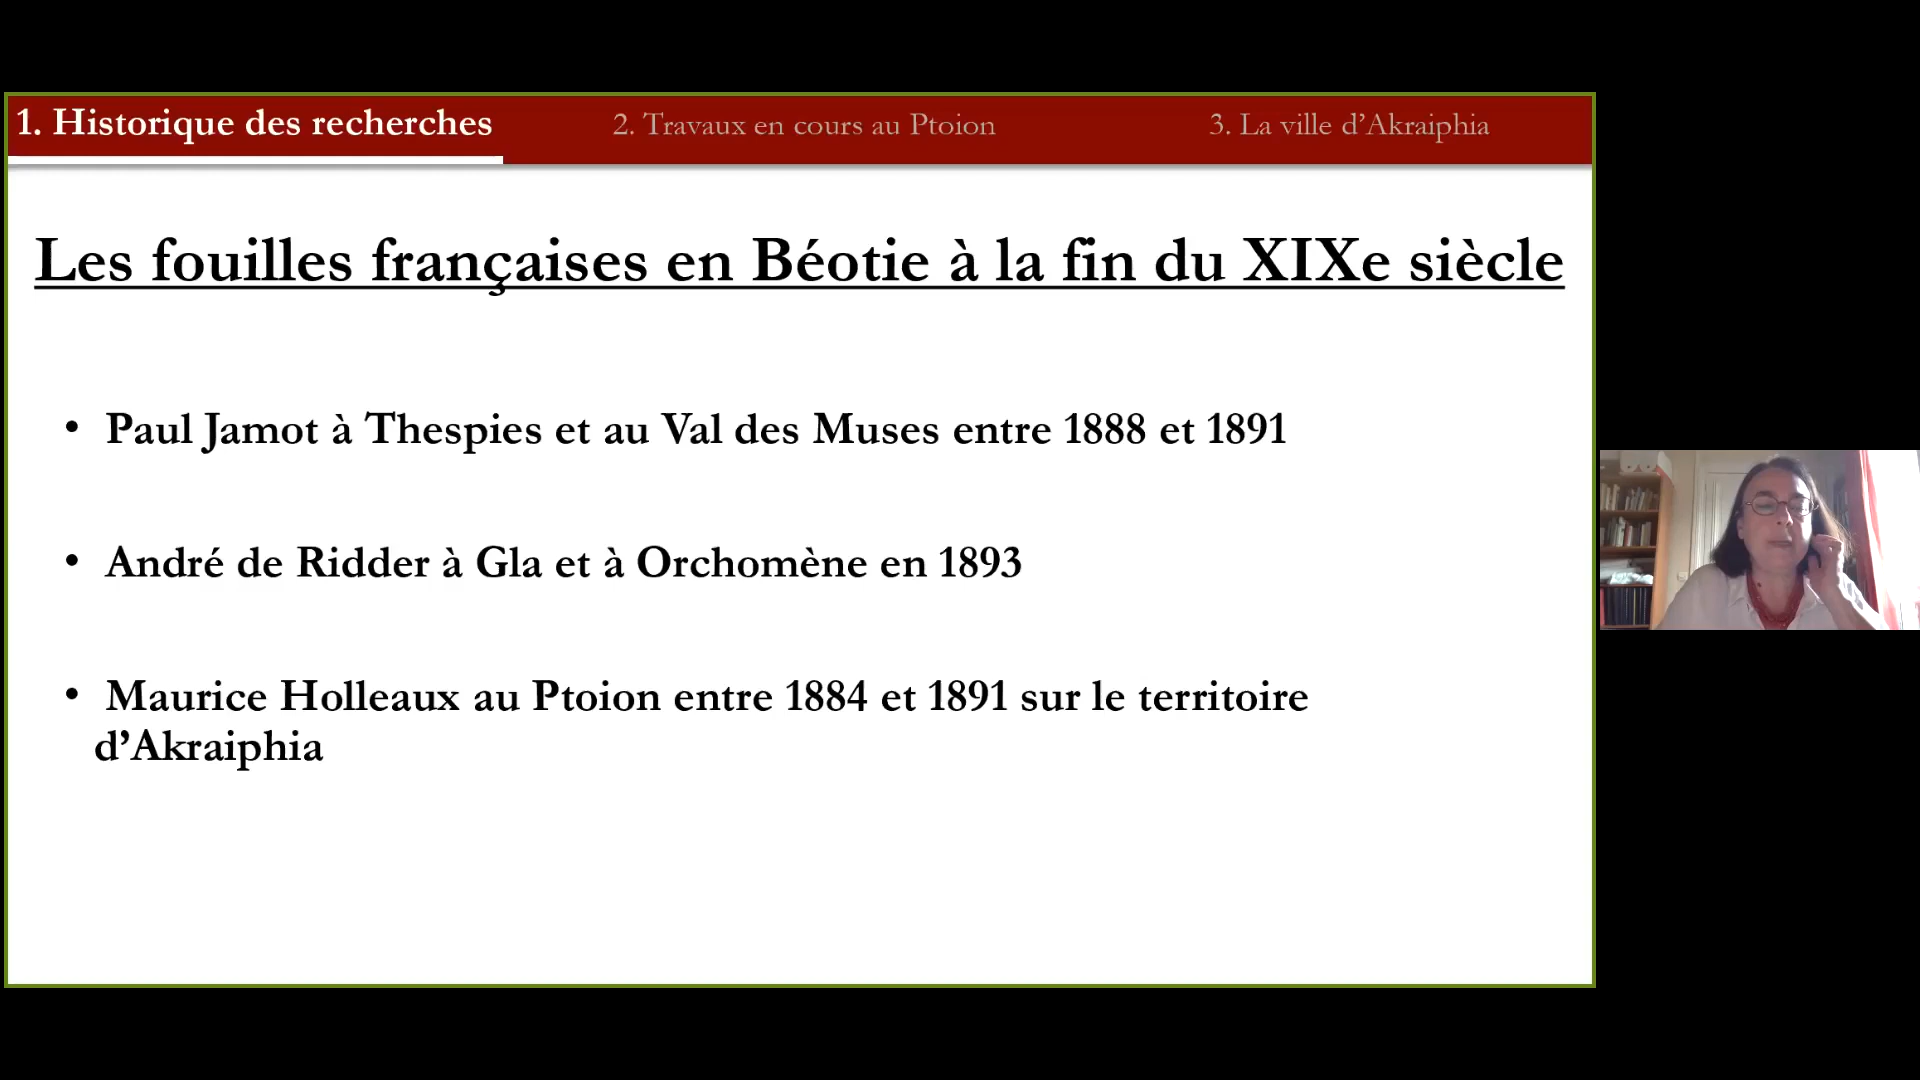 1. Historique des recherches
2. Travaux en cours au Ptoion
3. La ville d’Akraiphia
Les fouilles françaises en Béotie à la fin du XIXe siècle
• Paul Jamot à Thespies et au Val des Muses entre 1888 et 1891
• André de Ridder à Gla et à Orchomène en 1893
• Maurice Holleaux au Ptoion entre 1884 et 1891 sur le territoire
d’Akraiphia